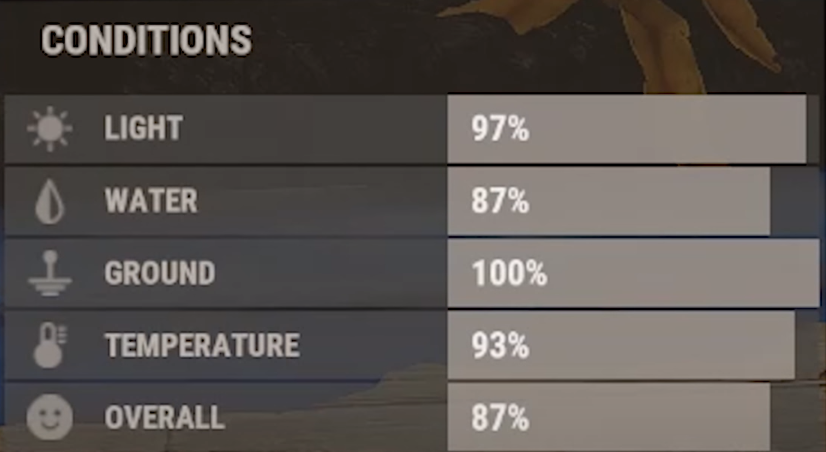 CONDITIONS
LIGHT 97%
WATER 87%
GROUND 100%
TEMPERATURE 93%
OVERALL 87%